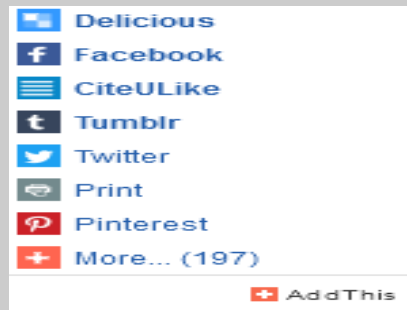 Delicious
Facebook
CiteULike
Tumblr
Twitter
Print
Pinterest
More... (197)
AddThis